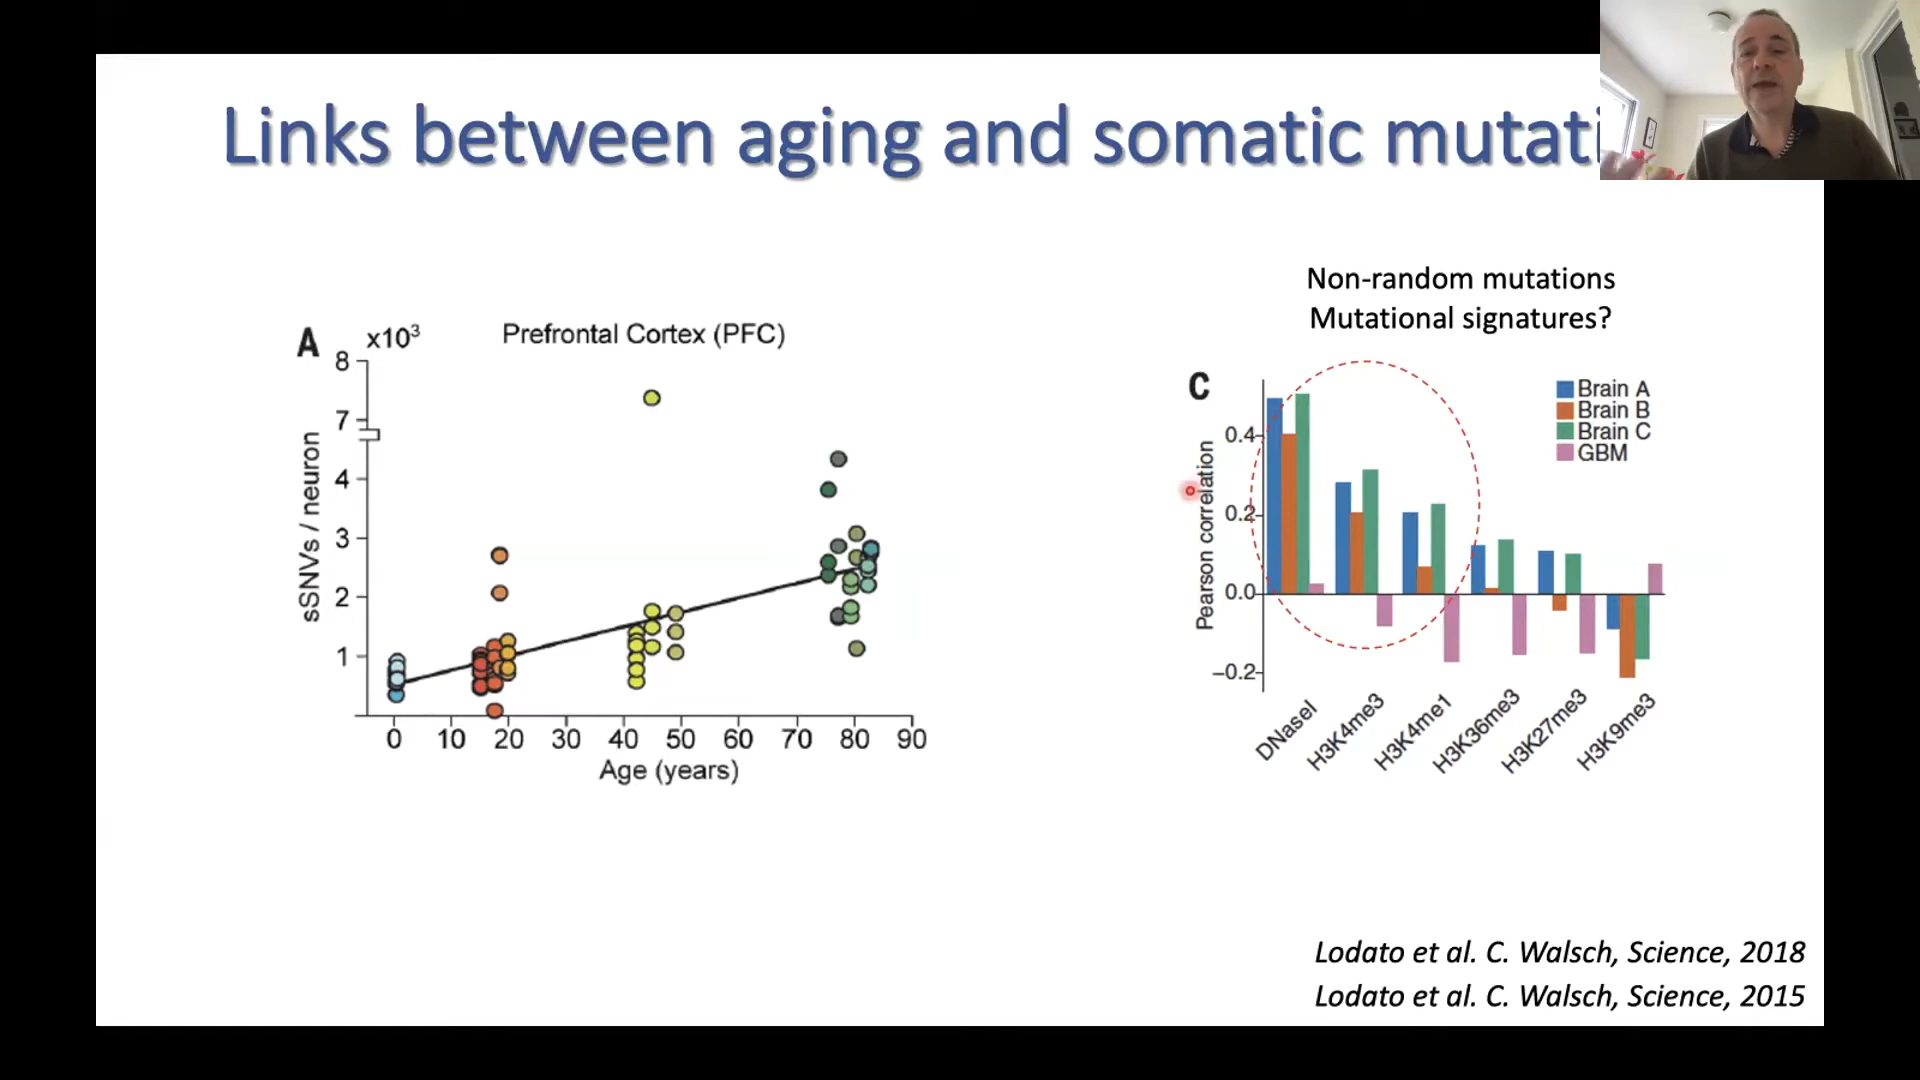 Links between aging and somatic mutati
Non-random mutations
Mutational signatures?
A
x10³
Prefrontal Cortex (PFC)
8
7
4
3
2
1
sSNVs / neuron
0 10 20 30 40 50 60 70 80 90
Age (years)
C
Brain A
Brain B
Brain C
GBM
0.4
0.2
0.0
−0.2
Pearson correlation
DNaseI H3K4me3 H3K4me1 H3K36me3 H3K27me3 H3K9me3
Lodato et al. C. Walsch, Science, 2018
Lodato et al. C. Walsch, Science, 2015